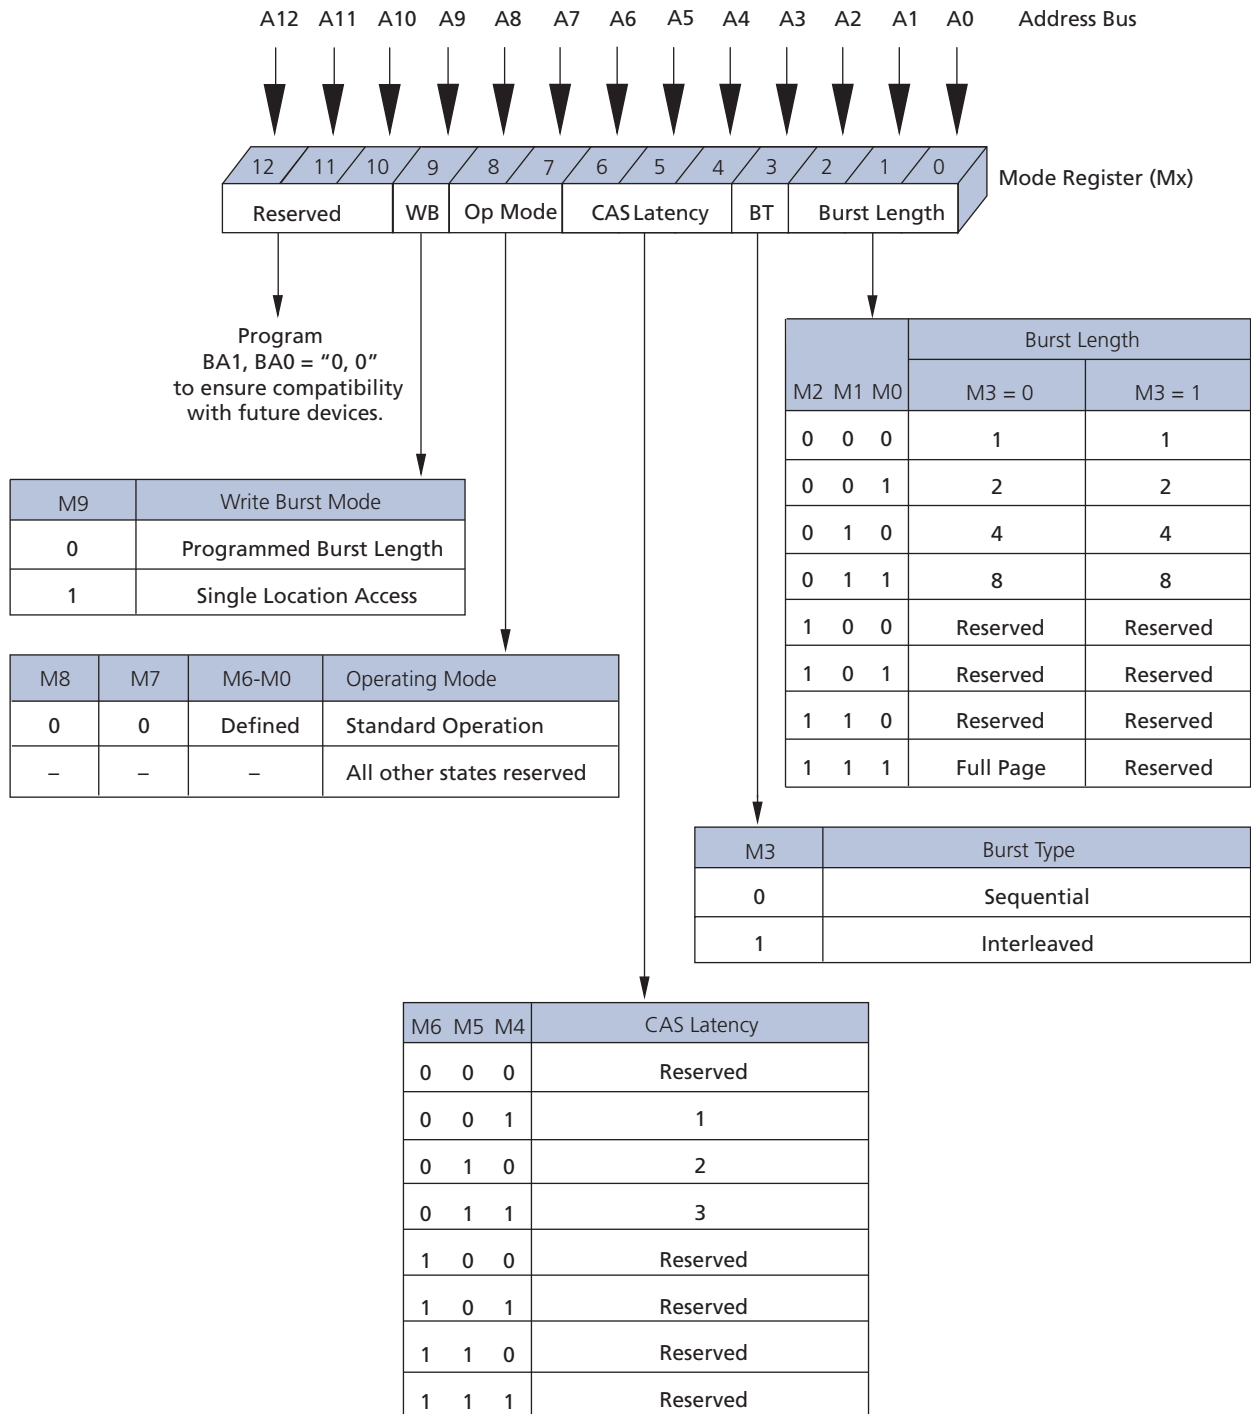 A12 A11 A10 A9 A8 A7 A6 A5 A4 A3 A2 A1 A0 Address Bus
12 11 10 9 8 7 6 5 4 3 2 1 0
Mode Register (Mx)
Reserved WB Op Mode CAS Latency BT Burst Length
Program
BA1, BA0 = “0, 0”
to ensure compatibility
with future devices.
Burst Length
M2 M1 M0 M3 = 0 M3 = 1
0 0 0 1 1
0 0 1 2 2
0 1 0 4 4
0 1 1 8 8
1 0 0 Reserved Reserved
1 0 1 Reserved Reserved
1 1 0 Reserved Reserved
1 1 1 Full Page Reserved
M9 Write Burst Mode
0 Programmed Burst Length
1 Single Location Access
M8 M7 M6-M0 Operating Mode
0 0 Defined Standard Operation
– – – All other states reserved
M3 Burst Type
0 Sequential
1 Interleaved
M6 M5 M4 CAS Latency
0 0 0 Reserved
0 0 1 1
0 1 0 2
0 1 1 3
1 0 0 Reserved
1 0 1 Reserved
1 1 0 Reserved
1 1 1 Reserved